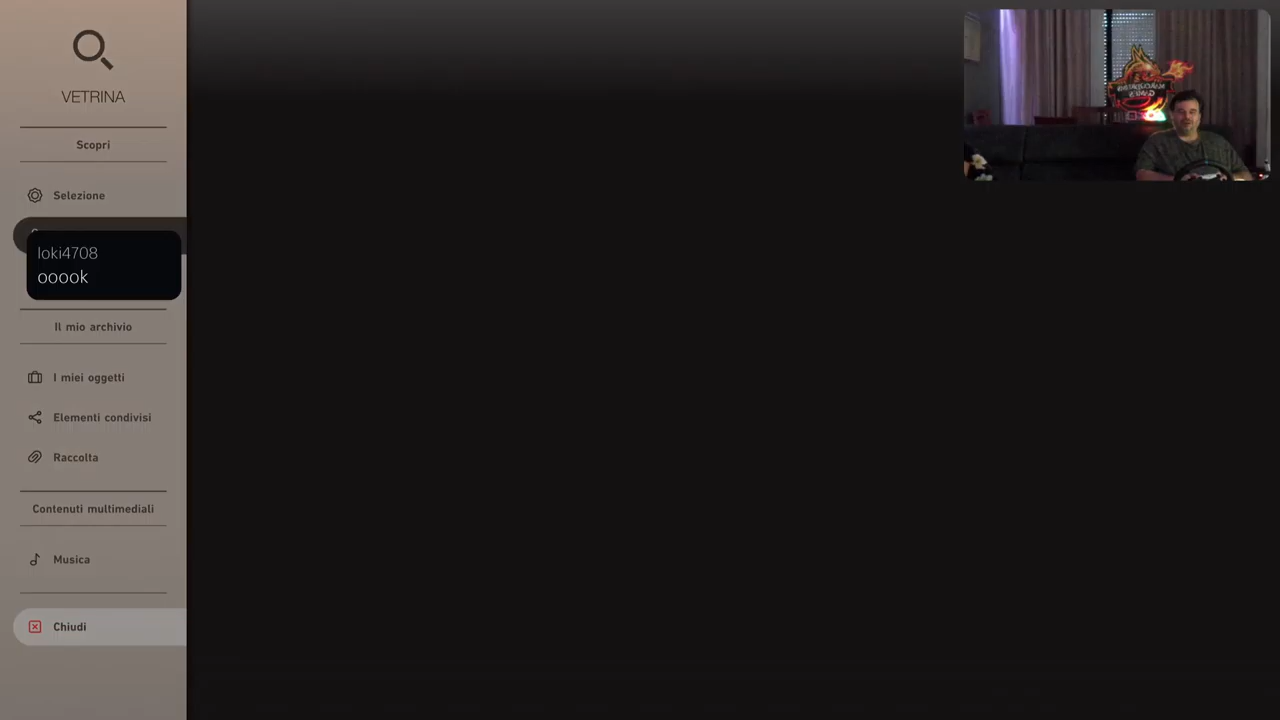 VETRINA
Scopri
Selezione
loki4708
ooook
Il mio archivio
I miei oggetti
Elementi condivisi
Raccolta
Contenuti multimediali
Musica
Chiudi